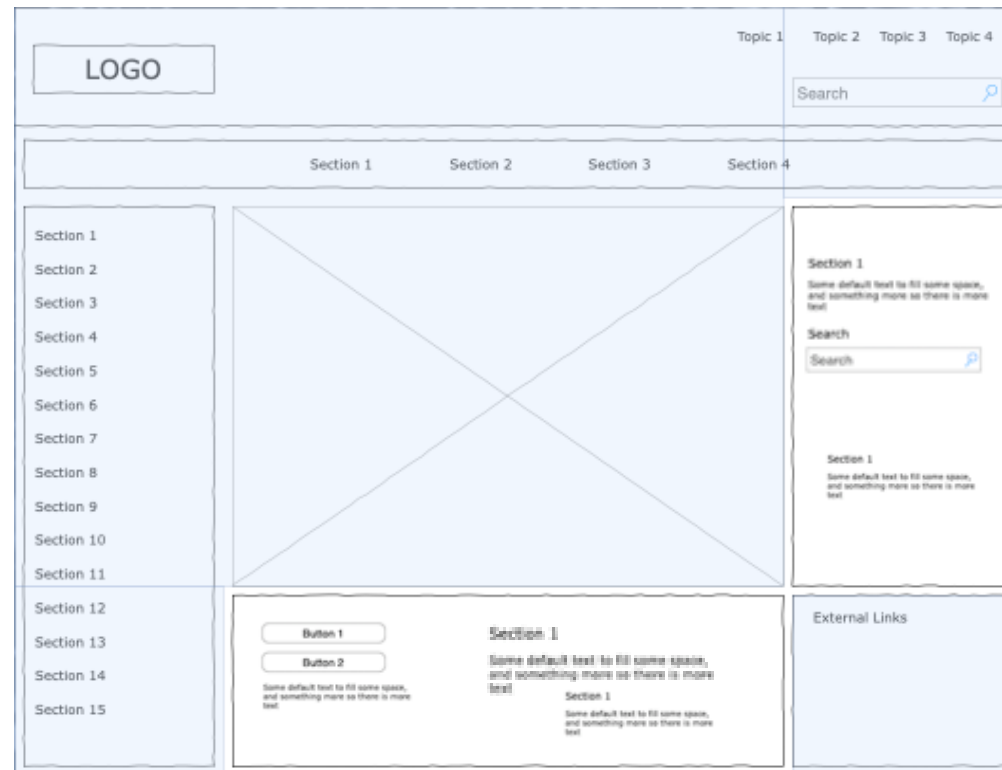 Topic 1 Topic 2 Topic 3 Topic 4
LOGO
Search
Section 1 Section 2 Section 3 Section 4
Section 1
Section 2
Section 3
Section 4
Section 5
Section 6
Section 7
Section 8
Section 9
Section 10
Section 11
Section 12
Section 13
Section 14
Section 15
Section 1
Some default text to fill some space,
and something more so there is more
text
Search
Search
Section 1
Some default text to fill some space,
and something more so there is more
text
Button 1
Button 2
Some default text to fill some space,
and something more so there is more
text
Section 1
Some default text to fill some space,
and something more so there is more
text
Section 1
Some default text to fill some space,
and something more so there is more
text
External Links